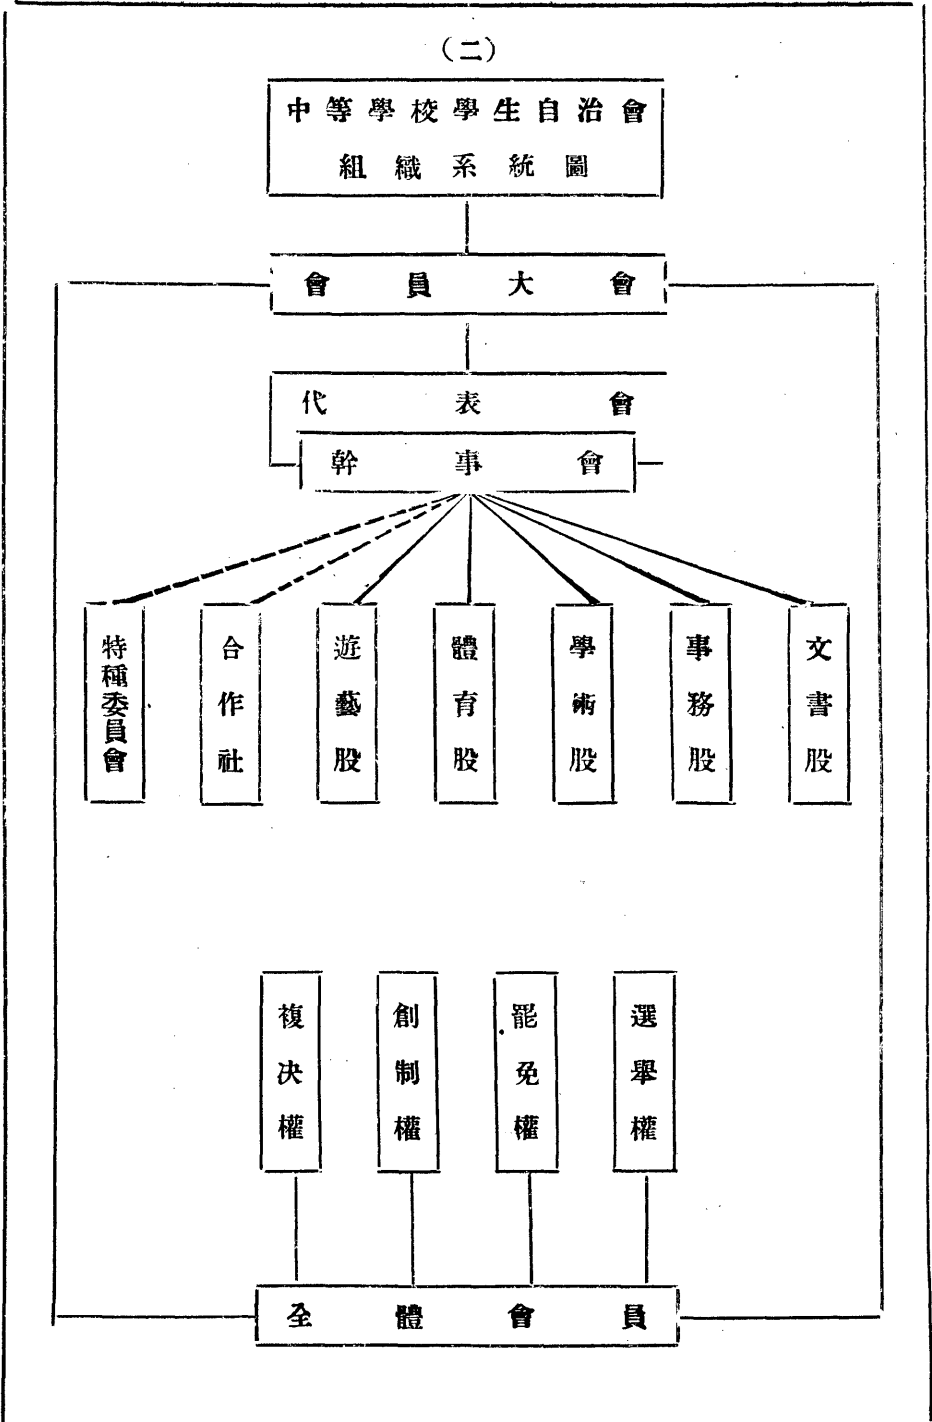 (二)
中等學校學生自治會
組織系統圖
會員大會
代表會
幹事會
文書股
事務股
學術股
體育股
遊藝股
合作社
特種委員會
選舉權
罷免權
創制權
複决權
全體會員